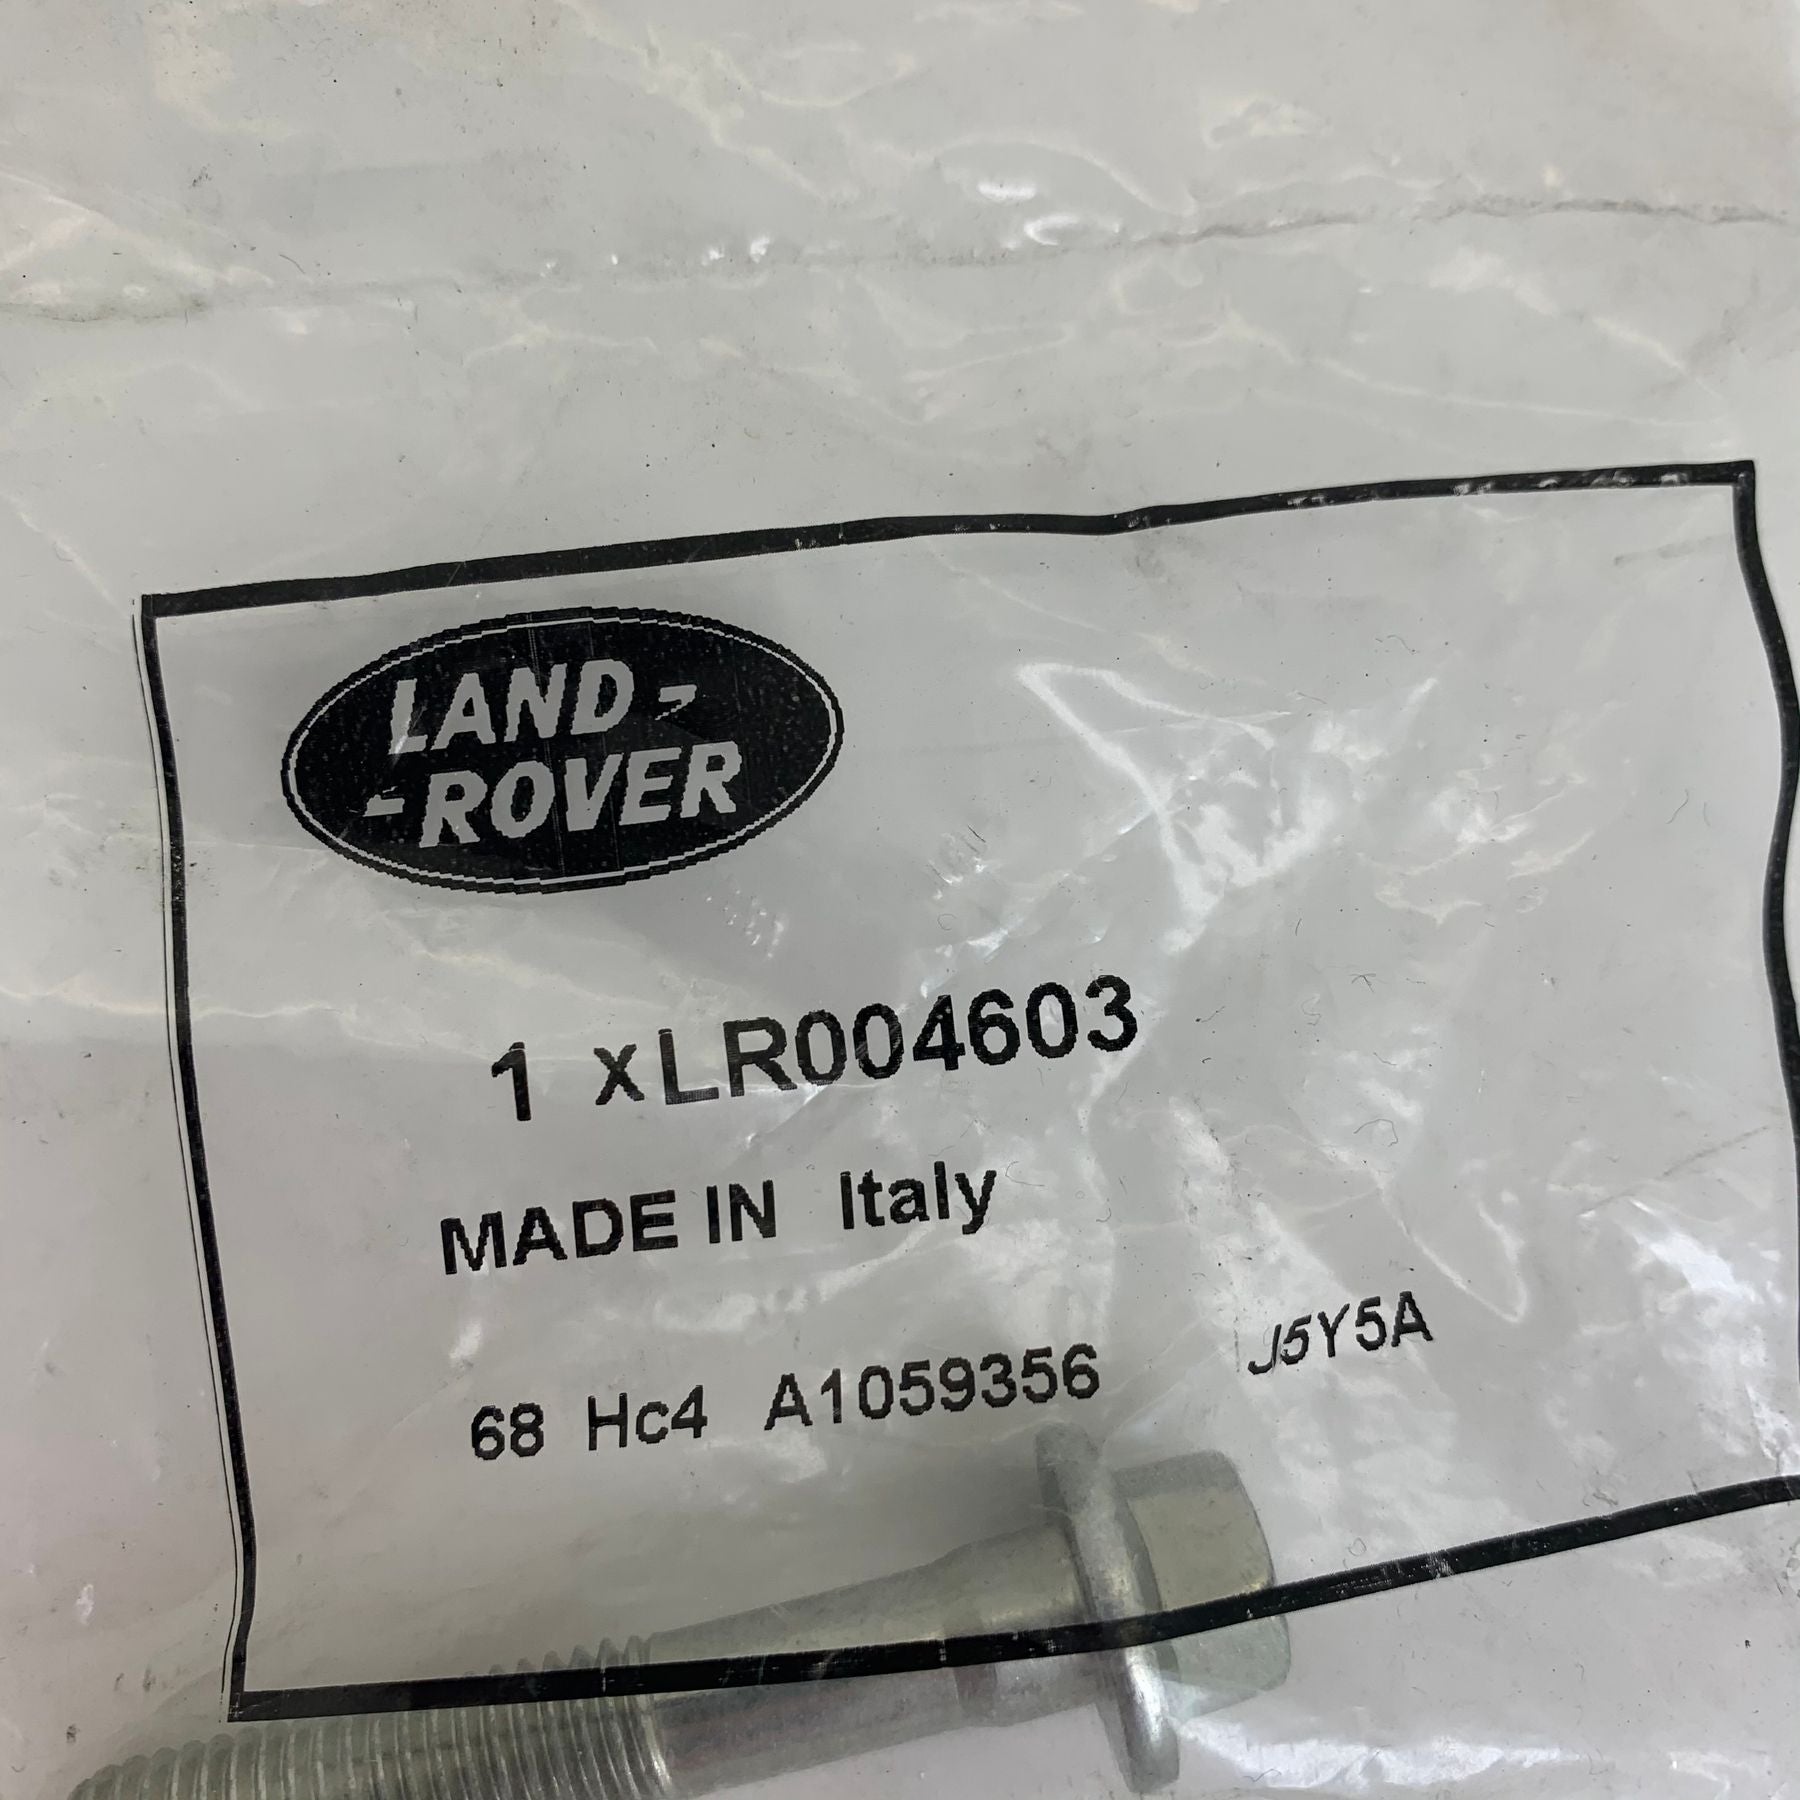 LAND-
-ROVER
1 xLR004603
MADE IN Italy
68 Hc4 A1059356 J5Y5A